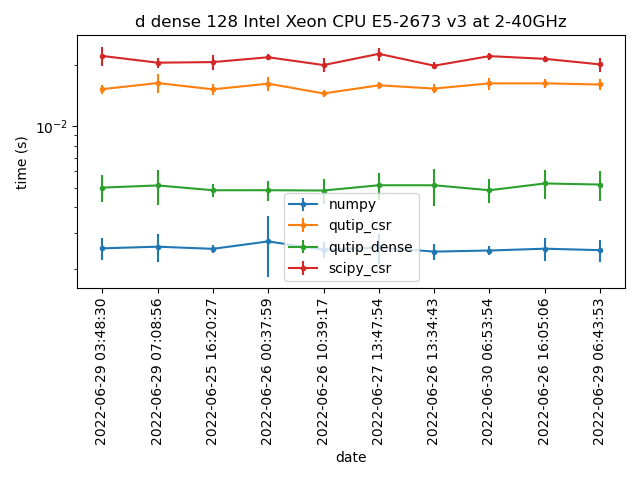 d dense 128 Intel Xeon CPU E5-2673 v3 at 2-40GHz
time (s)
10⁻²
numpy
qutip_csr
qutip_dense
scipy_csr
2022-06-29 03:48:30
2022-06-29 07:08:56
2022-06-25 16:20:27
2022-06-26 00:37:59
2022-06-26 10:39:17
2022-06-27 13:47:54
2022-06-26 13:34:43
2022-06-30 06:53:54
2022-06-26 16:05:06
2022-06-29 06:43:53
date